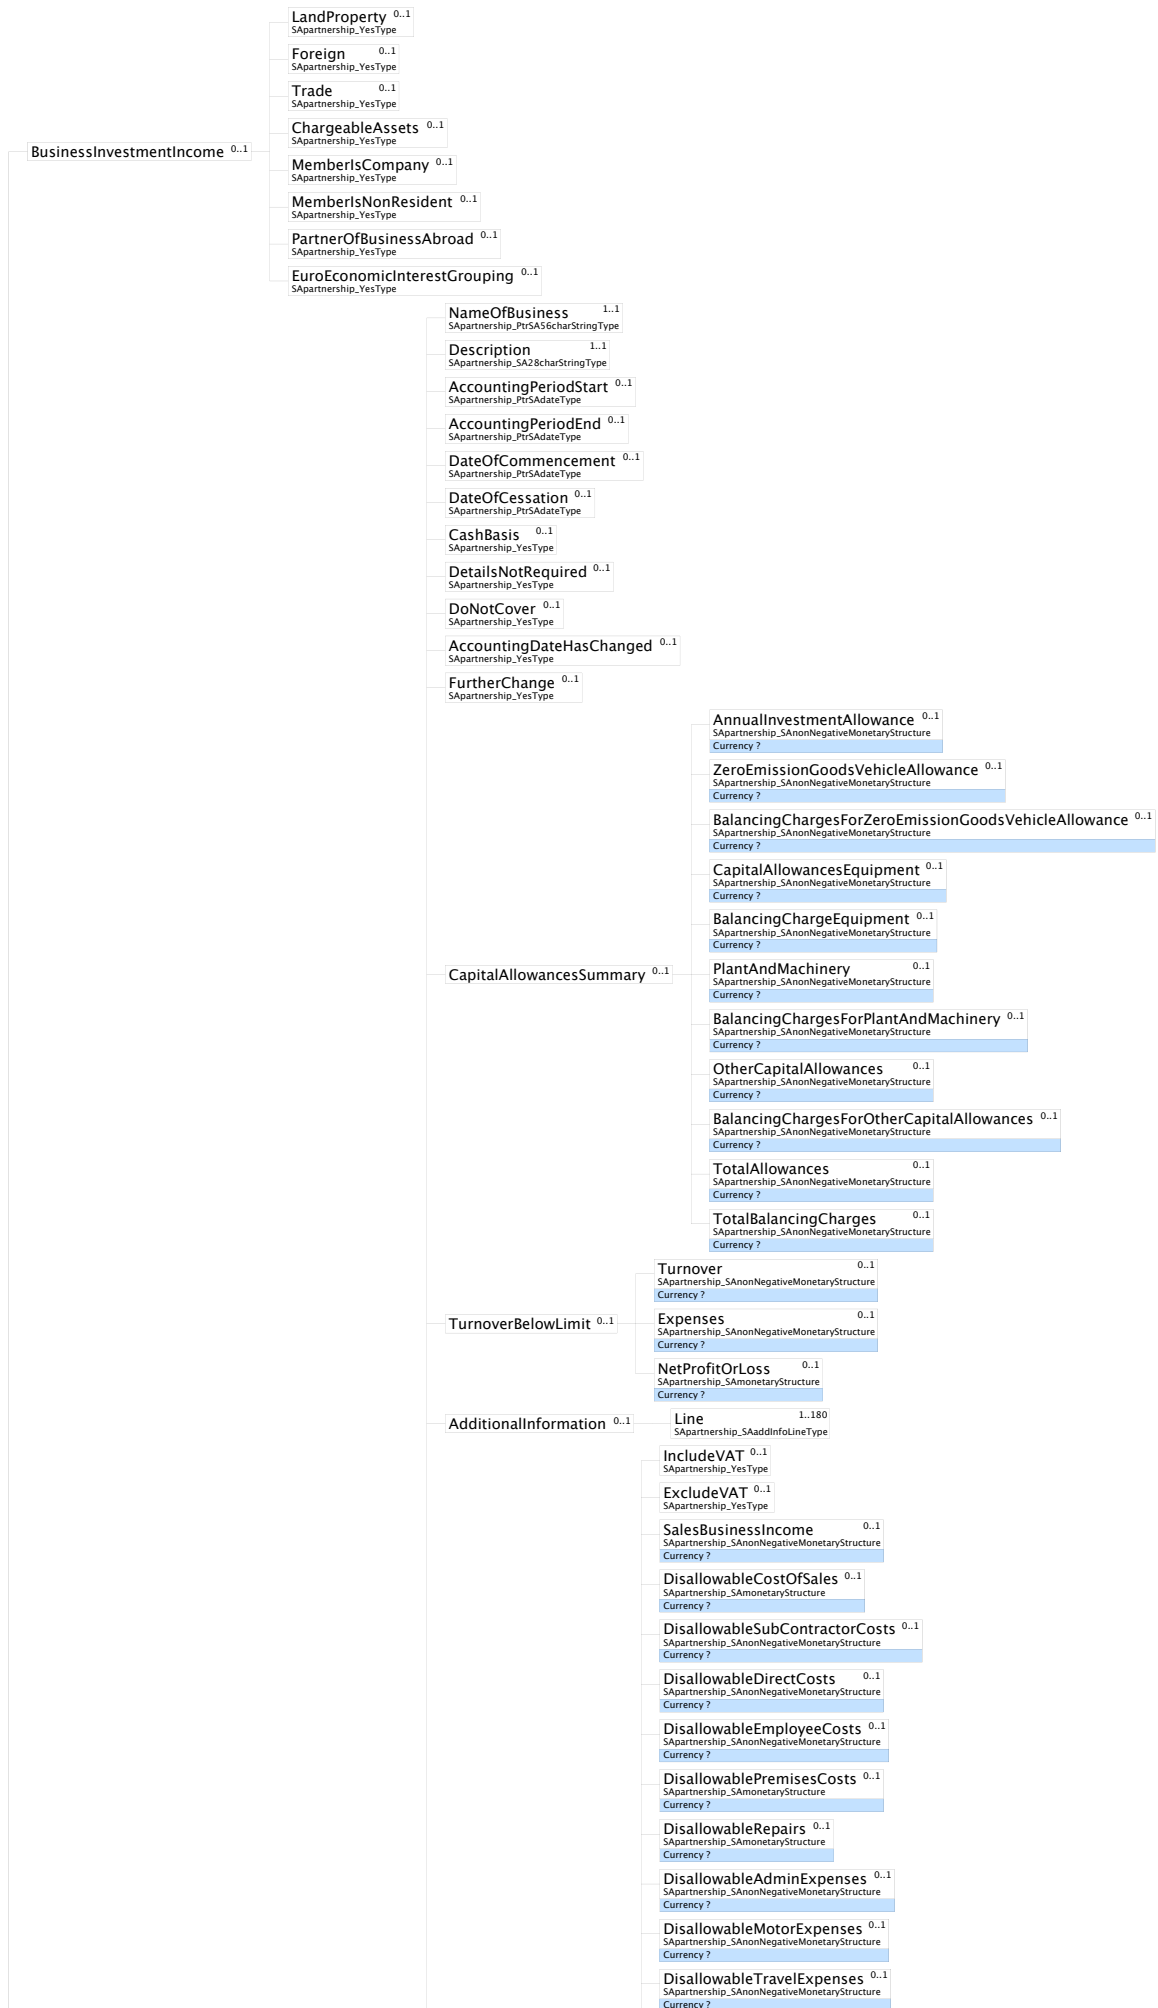 LandProperty 0..1
SApartnership_YesType
Foreign 0..1
SApartnership_YesType
Trade 0..1
SApartnership_YesType
ChargeableAssets 0..1
SApartnership_YesType
BusinessInvestmentIncome 0..1
MemberIsCompany 0..1
SApartnership_YesType
MemberIsNonResident 0..1
SApartnership_YesType
PartnerOfBusinessAbroad 0..1
SApartnership_YesType
EuroEconomicInterestGrouping 0..1
SApartnership_YesType
NameOfBusiness 1..1
SApartnership_PtrSA56charStringType
Description 1..1
SApartnership_SA28charStringType
AccountingPeriodStart 0..1
SApartnership_PtrSAdateType
AccountingPeriodEnd 0..1
SApartnership_PtrSAdateType
DateOfCommencement 0..1
SApartnership_PtrSAdateType
DateOfCessation 0..1
SApartnership_PtrSAdateType
CashBasis 0..1
SApartnership_YesType
DetailsNotRequired 0..1
SApartnership_YesType
DoNotCover 0..1
SApartnership_YesType
AccountingDateHasChanged 0..1
SApartnership_YesType
FurtherChange 0..1
SApartnership_YesType
AnnualInvestmentAllowance 0..1
SApartnership_SAnonNegativeMonetaryStructure
Currency ?
ZeroEmissionGoodsVehicleAllowance 0..1
SApartnership_SAnonNegativeMonetaryStructure
Currency ?
BalancingChargesForZeroEmissionGoodsVehicleAllowance 0..1
SApartnership_SAnonNegativeMonetaryStructure
Currency ?
CapitalAllowancesEquipment 0..1
SApartnership_SAnonNegativeMonetaryStructure
Currency ?
BalancingChargeEquipment 0..1
SApartnership_SAnonNegativeMonetaryStructure
Currency ?
CapitalAllowancesSummary 0..1
PlantAndMachinery 0..1
SApartnership_SAnonNegativeMonetaryStructure
Currency ?
BalancingChargesForPlantAndMachinery 0..1
SApartnership_SAnonNegativeMonetaryStructure
Currency ?
OtherCapitalAllowances 0..1
SApartnership_SAnonNegativeMonetaryStructure
Currency ?
BalancingChargesForOtherCapitalAllowances 0..1
SApartnership_SAnonNegativeMonetaryStructure
Currency ?
TotalAllowances 0..1
SApartnership_SAnonNegativeMonetaryStructure
Currency ?
TotalBalancingCharges 0..1
SApartnership_SAnonNegativeMonetaryStructure
Currency ?
Turnover 0..1
SApartnership_SAnonNegativeMonetaryStructure
Currency ?
TurnoverBelowLimit 0..1
Expenses 0..1
SApartnership_SAnonNegativeMonetaryStructure
Currency ?
NetProfitOrLoss 0..1
SApartnership_SAmonetaryStructure
Currency ?
AdditionalInformation 0..1
Line 1..180
SApartnership_SAaddInfoLineType
IncludeVAT 0..1
SApartnership_YesType
ExcludeVAT 0..1
SApartnership_YesType
SalesBusinessIncome 0..1
SApartnership_SAnonNegativeMonetaryStructure
Currency ?
DisallowableCostOfSales 0..1
SApartnership_SAmonetaryStructure
Currency ?
DisallowableSubContractorCosts 0..1
SApartnership_SAnonNegativeMonetaryStructure
Currency ?
DisallowableDirectCosts 0..1
SApartnership_SAnonNegativeMonetaryStructure
Currency ?
DisallowableEmployeeCosts 0..1
SApartnership_SAnonNegativeMonetaryStructure
Currency ?
DisallowablePremisesCosts 0..1
SApartnership_SAmonetaryStructure
Currency ?
DisallowableRepairs 0..1
SApartnership_SAmonetaryStructure
Currency ?
DisallowableAdminExpenses 0..1
SApartnership_SAnonNegativeMonetaryStructure
Currency ?
DisallowableMotorExpenses 0..1
SApartnership_SAnonNegativeMonetaryStructure
Currency ?
DisallowableTravelExpenses 0..1
SApartnership_SAnonNegativeMonetaryStructure
Currency ?